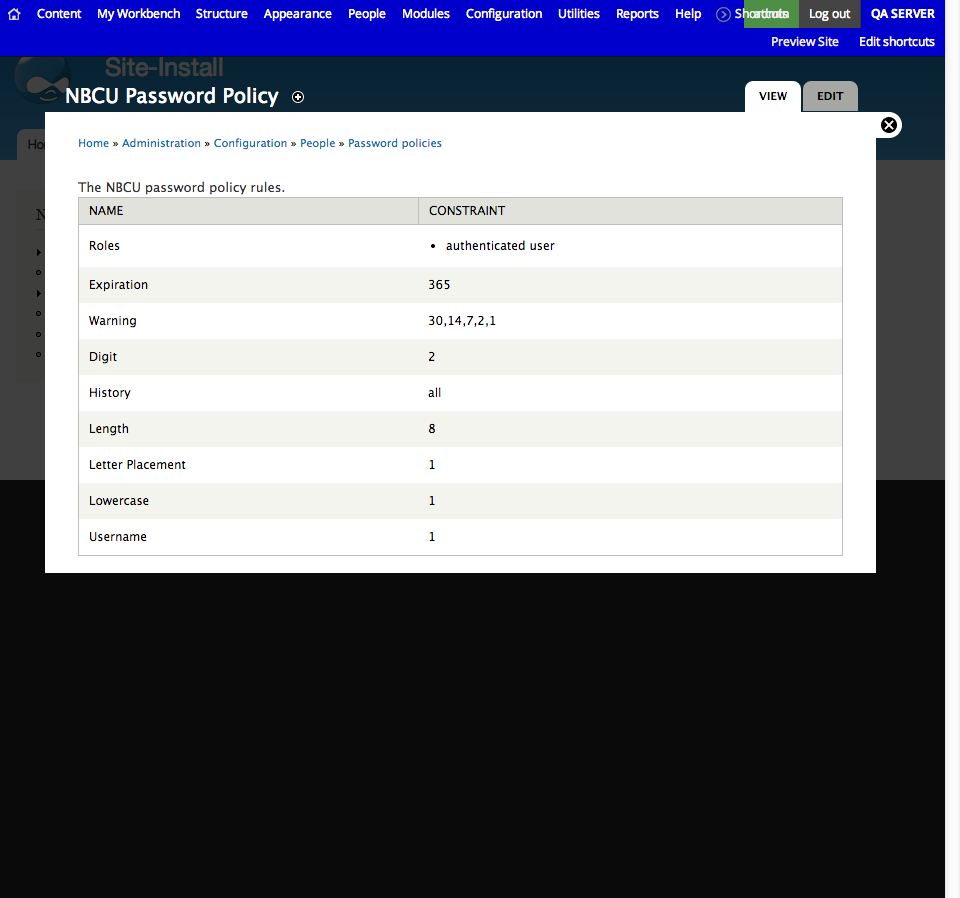 Content My Workbench Structure Appearance People Modules Configuration Utilities Reports Help Shortcuts Log out QA SERVER
Preview Site Edit shortcuts
Site-Install
NBCU Password Policy
VIEW EDIT
Home » Administration » Configuration » People » Password policies
The NBCU password policy rules.
NAME CONSTRAINT
Roles • authenticated user
Expiration 365
Warning 30,14,7,2,1
Digit 2
History all
Length 8
Letter Placement 1
Lowercase 1
Username 1